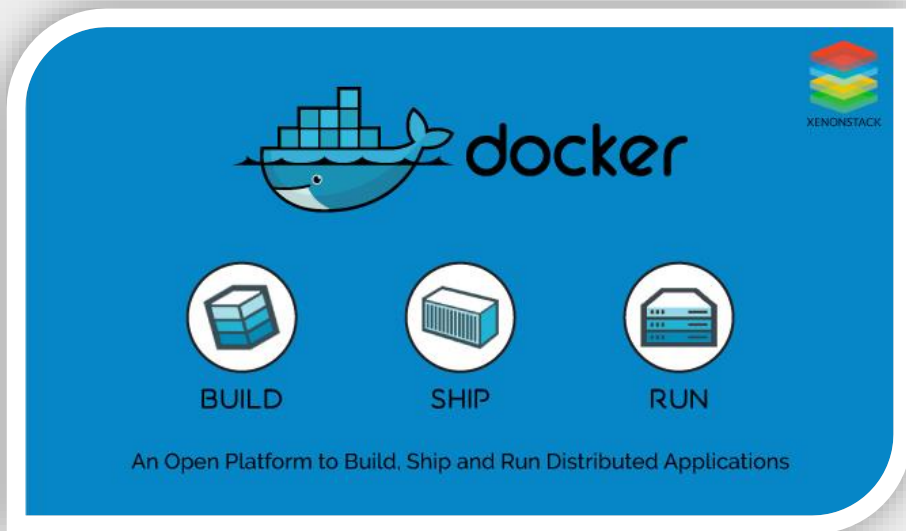 XENONSTACK
docker
BUILD SHIP RUN
An Open Platform to Build, Ship and Run Distributed Applications